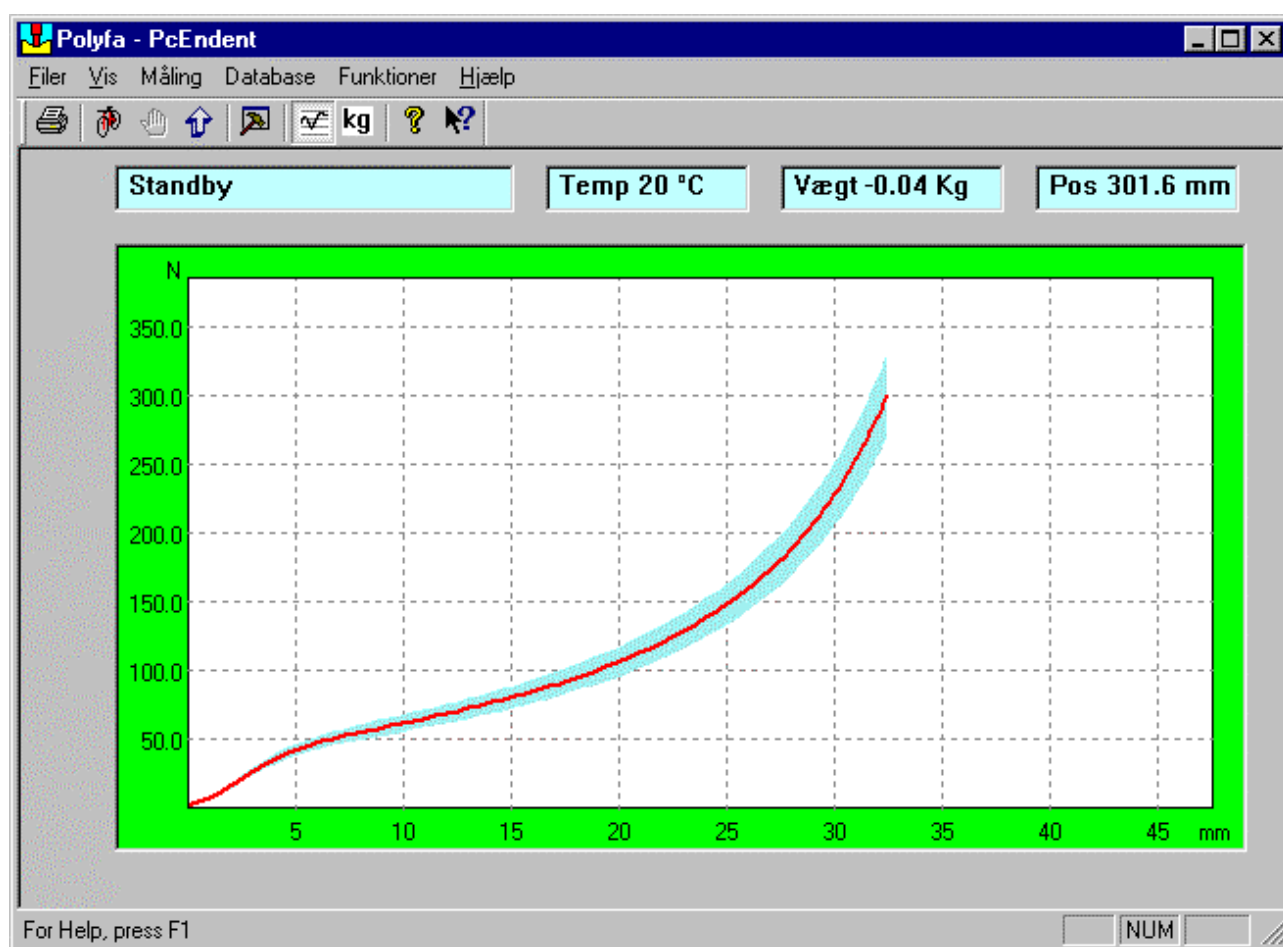 Polyfa - PcEndent
Filer Vis Måling Database Funktioner Hjælp
kg ? ?
Standby Temp 20 °C Vægt -0.04 Kg Pos 301.6 mm
N
350.0
300.0
250.0
200.0
150.0
100.0
50.0
5 10 15 20 25 30 35 40 45 mm
For Help, press F1 NUM